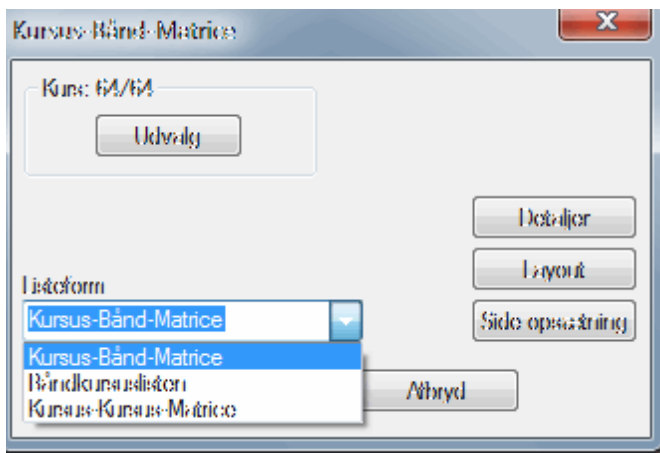 Kursus-Bånd-Matrice
Kurs: 64/64
Udvalg
Detaljer
Layout
Listeform
Kursus-Bånd-Matrice
Side opsætning
Kursus-Bånd-Matrice
Båndkursuslisten
Kursus-Kursus-Matrice
Afbryd